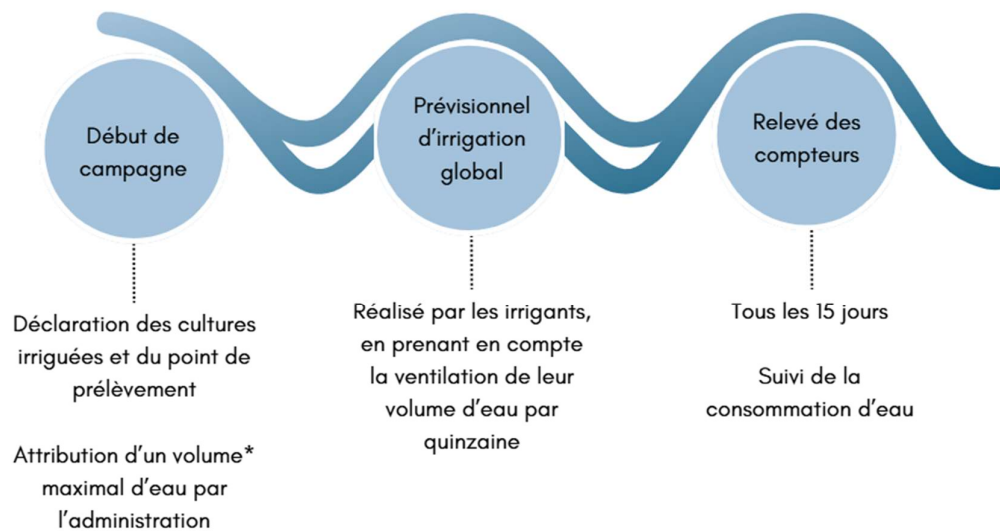 Début de
campagne
Prévisionnel
d'irrigation
global
Relevé des
compteurs
Déclaration des cultures
irriguées et du point de
prélèvement
Attribution d'un volume*
maximal d'eau par
l'administration
Réalisé par les irrigants,
en prenant en compte
la ventilation de leur
volume d'eau par
quinzaine
Tous les 15 jours
Suivi de la
consommation d'eau